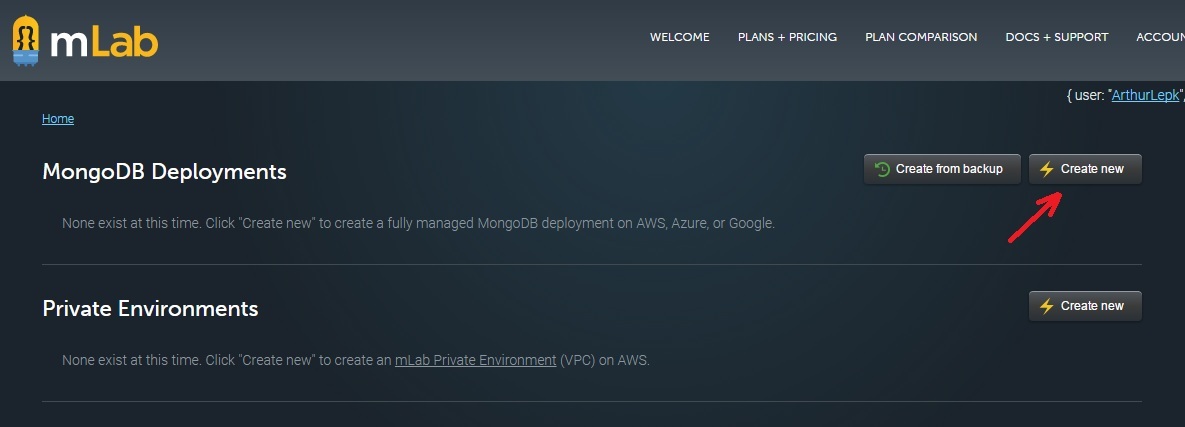 mLab
WELCOME PLANS + PRICING PLAN COMPARISON DOCS + SUPPORT ACCOUN
{ user: "ArthurLepk",
Home
MongoDB Deployments
Create from backup
Create new
None exist at this time. Click "Create new" to create a fully managed MongoDB deployment on AWS, Azure, or Google.
Private Environments
Create new
None exist at this time. Click "Create new" to create an mLab Private Environment (VPC) on AWS.